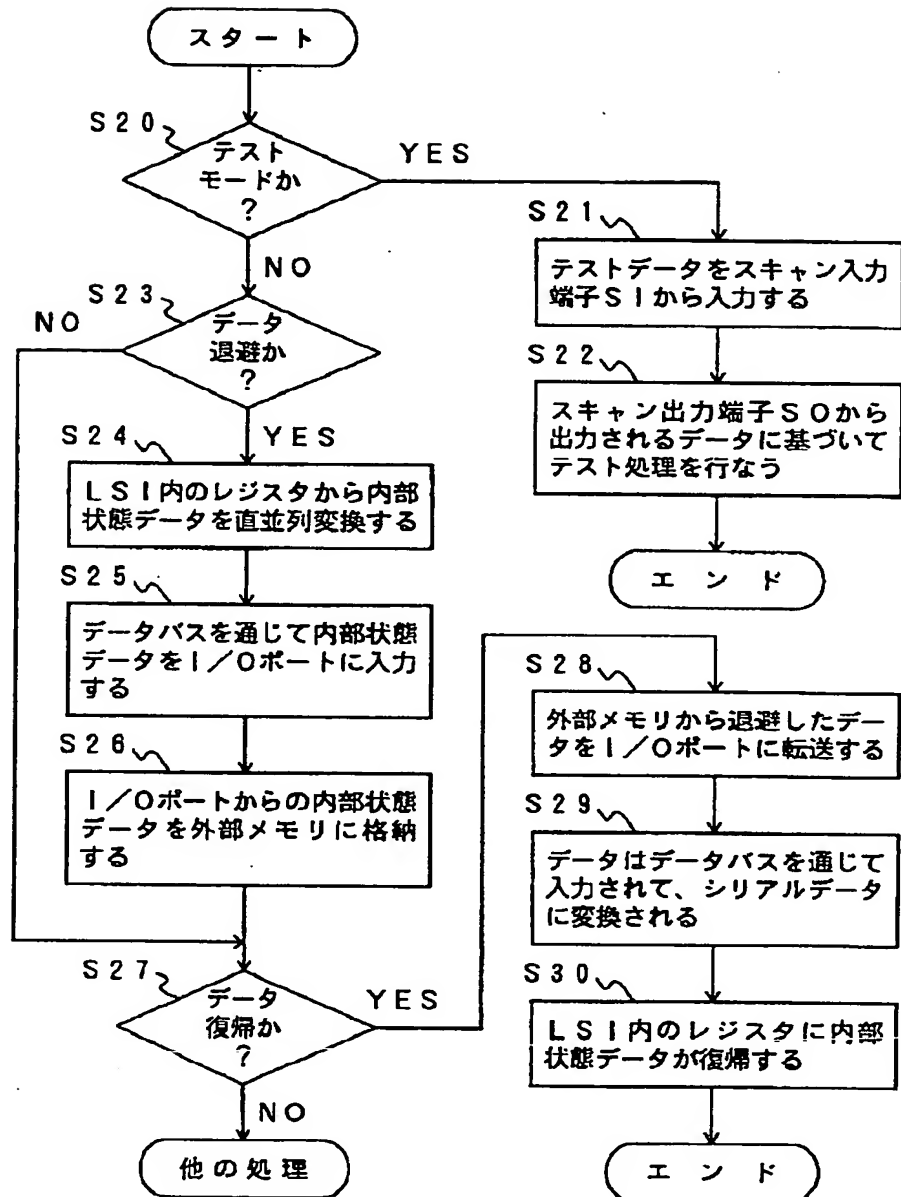 スタート
S20
テスト
モードか
?
YES
NO
S21
テストデータをスキャン入力
端子SIから入力する
S22
スキャン出力端子SOから
出力されるデータに基づいて
テスト処理を行なう
エンド
S23
データ
退避か
?
NO
YES
S24
LSI内のレジスタから内部
状態データを直並列変換する
S25
データバスを通じて内部状態
データをI/Oポートに入力
する
S26
I/Oポートからの内部状態
データを外部メモリに格納
する
S27
データ
復帰か
?
YES
NO
他の処理
S28
外部メモリから退避したデー
タをI/Oポートに転送する
S29
データはデータバスを通じて
入力されて、シリアルデータ
に変換される
S30
LSI内のレジスタに内部
状態データが復帰する
エンド